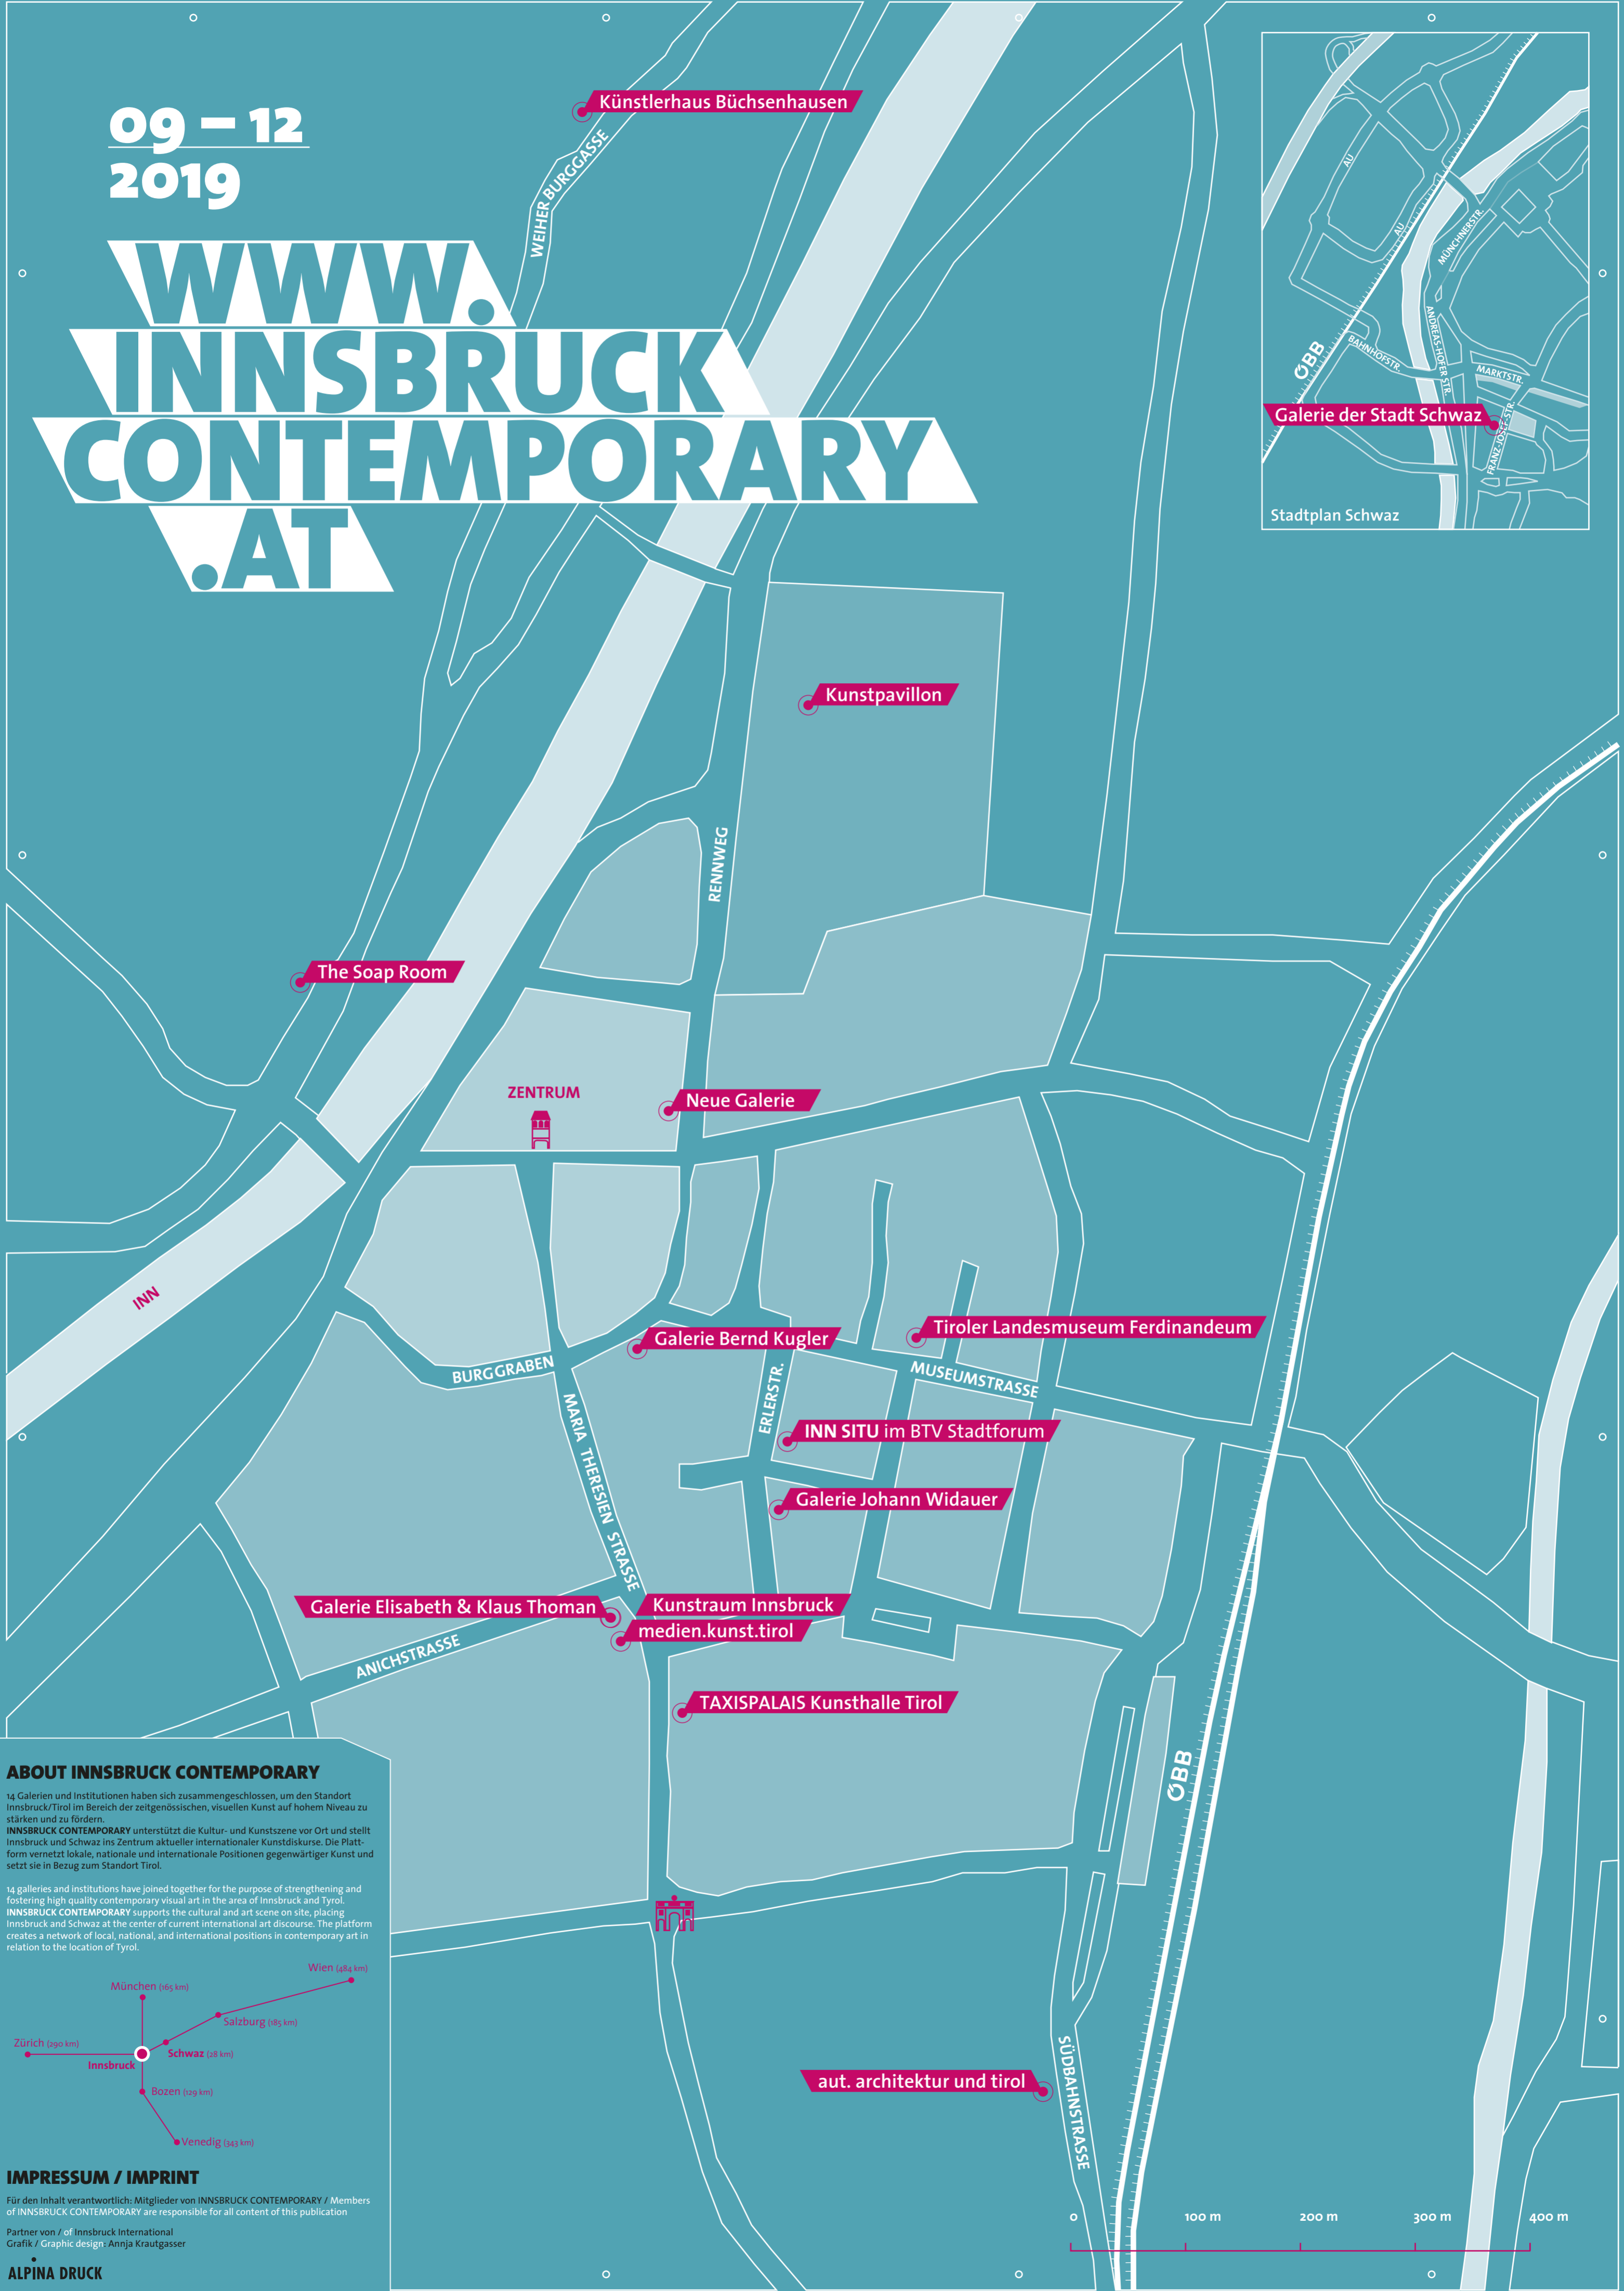 09 – 12
2019
WWW.
INNSBRUCK
CONTEMPORARY
.AT
Künstlerhaus Büchsenhausen
WEIHER BURGGASSE
AU
AU
MÜNCHNERSTR.
ANDREAS-HOFER STR.
ÖBB
BAHNHOFSTR.
MARKTSTR.
Galerie der Stadt Schwaz
FRANZ-JOSEF-STR.
Stadtplan Schwaz
Kunstpavillon
RENNWEG
The Soap Room
ZENTRUM
Neue Galerie
INN
Galerie Bernd Kugler
Tiroler Landesmuseum Ferdinandeum
BURGGRABEN
MUSEUMSTRASSE
ERLERSTR.
MARIA THERESIEN STRASSE
INN SITU im BTV Stadtforum
Galerie Johann Widauer
Galerie Elisabeth & Klaus Thoman
Kunstraum Innsbruck
medien.kunst.tirol
ANICHSTRASSE
TAXISPALAIS Kunsthalle Tirol
ÖBB
aut. architektur und tirol
SÜDBAHNSTRASSE
0 100 m 200 m 300 m 400 m
ABOUT INNSBRUCK CONTEMPORARY
14 Galerien und Institutionen haben sich zusammengeschlossen, um den Standort
Innsbruck/Tirol im Bereich der zeitgenössischen, visuellen Kunst auf hohem Niveau zu
stärken und zu fördern.
INNSBRUCK CONTEMPORARY unterstützt die Kultur- und Kunstszene vor Ort und stellt
Innsbruck und Schwaz ins Zentrum aktueller internationaler Kunstdiskurse. Die Platt-
form vernetzt lokale, nationale und internationale Positionen gegenwärtiger Kunst und
setzt sie in Bezug zum Standort Tirol.
14 galleries and institutions have joined together for the purpose of strengthening and
fostering high quality contemporary visual art in the area of Innsbruck and Tyrol.
INNSBRUCK CONTEMPORARY supports the cultural and art scene on site, placing
Innsbruck and Schwaz at the center of current international art discourse. The platform
creates a network of local, national, and international positions in contemporary art in
relation to the location of Tyrol.
Wien (484 km)
München (165 km)
Salzburg (185 km)
Zürich (290 km)
Schwaz (28 km)
Innsbruck
Bozen (129 km)
Venedig (343 km)
IMPRESSUM / IMPRINT
Für den Inhalt verantwortlich: Mitglieder von INNSBRUCK CONTEMPORARY / Members
of INNSBRUCK CONTEMPORARY are responsible for all content of this publication
Partner von / of Innsbruck International
Grafik / Graphic design: Annja Krautgasser
ALPINA DRUCK